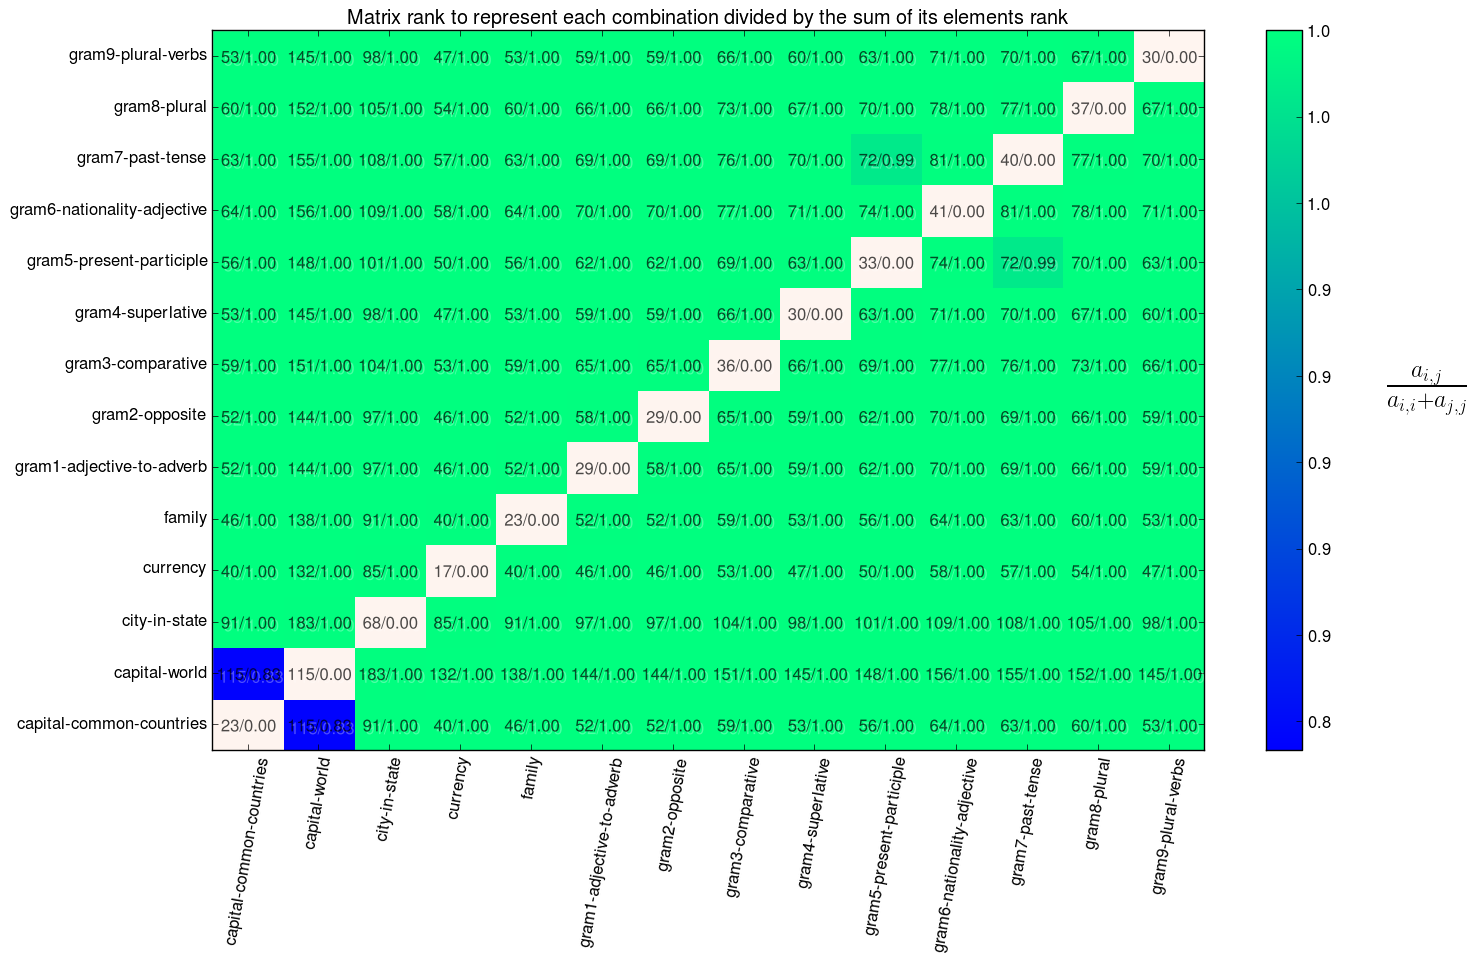 Matrix rank to represent each combination divided by the sum of its elements rank
gram9-plural-verbs 53/1.00 145/1.00 98/1.00 47/1.00 53/1.00 59/1.00 59/1.00 66/1.00 60/1.00 63/1.00 71/1.00 70/1.00 67/1.00 30/0.00
gram8-plural 60/1.00 152/1.00 105/1.00 54/1.00 60/1.00 66/1.00 66/1.00 73/1.00 67/1.00 70/1.00 78/1.00 77/1.00 37/0.00 67/1.00
gram7-past-tense 63/1.00 155/1.00 108/1.00 57/1.00 63/1.00 69/1.00 69/1.00 76/1.00 70/1.00 72/0.99 81/1.00 40/0.00 77/1.00 70/1.00
gram6-nationality-adjective 64/1.00 156/1.00 109/1.00 58/1.00 64/1.00 70/1.00 70/1.00 77/1.00 71/1.00 74/1.00 41/0.00 81/1.00 78/1.00 71/1.00
gram5-present-participle 56/1.00 148/1.00 101/1.00 50/1.00 56/1.00 62/1.00 62/1.00 69/1.00 63/1.00 33/0.00 74/1.00 72/0.99 70/1.00 63/1.00
gram4-superlative 53/1.00 145/1.00 98/1.00 47/1.00 53/1.00 59/1.00 59/1.00 66/1.00 30/0.00 63/1.00 71/1.00 70/1.00 67/1.00 60/1.00
gram3-comparative 59/1.00 151/1.00 104/1.00 53/1.00 59/1.00 65/1.00 65/1.00 36/0.00 66/1.00 69/1.00 77/1.00 76/1.00 73/1.00 66/1.00
gram2-opposite 52/1.00 144/1.00 97/1.00 46/1.00 52/1.00 58/1.00 29/0.00 65/1.00 59/1.00 62/1.00 70/1.00 69/1.00 66/1.00 59/1.00
gram1-adjective-to-adverb 52/1.00 144/1.00 97/1.00 46/1.00 52/1.00 29/0.00 58/1.00 65/1.00 59/1.00 62/1.00 70/1.00 69/1.00 66/1.00 59/1.00
family 46/1.00 138/1.00 91/1.00 40/1.00 23/0.00 52/1.00 52/1.00 59/1.00 53/1.00 56/1.00 64/1.00 63/1.00 60/1.00 53/1.00
currency 40/1.00 132/1.00 85/1.00 17/0.00 40/1.00 46/1.00 46/1.00 53/1.00 47/1.00 50/1.00 58/1.00 57/1.00 54/1.00 47/1.00
city-in-state 91/1.00 183/1.00 68/0.00 85/1.00 91/1.00 97/1.00 97/1.00 104/1.00 98/1.00 101/1.00 109/1.00 108/1.00 105/1.00 98/1.00
capital-world 115/0.83 115/0.00 183/1.00 132/1.00 138/1.00 144/1.00 144/1.00 151/1.00 145/1.00 148/1.00 156/1.00 155/1.00 152/1.00 145/1.00
capital-common-countries 23/0.00 115/0.83 91/1.00 40/1.00 46/1.00 52/1.00 52/1.00 59/1.00 53/1.00 56/1.00 64/1.00 63/1.00 60/1.00 53/1.00
capital-common-countries
capital-world
city-in-state
currency
family
gram1-adjective-to-adverb
gram2-opposite
gram3-comparative
gram4-superlative
gram5-present-participle
gram6-nationality-adjective
gram7-past-tense
gram8-plural
gram9-plural-verbs
1.0
1.0
1.0
0.9
0.9
0.9
0.9
0.9
0.8
a_{i,j}
a_{i,i}+a_{j,j}